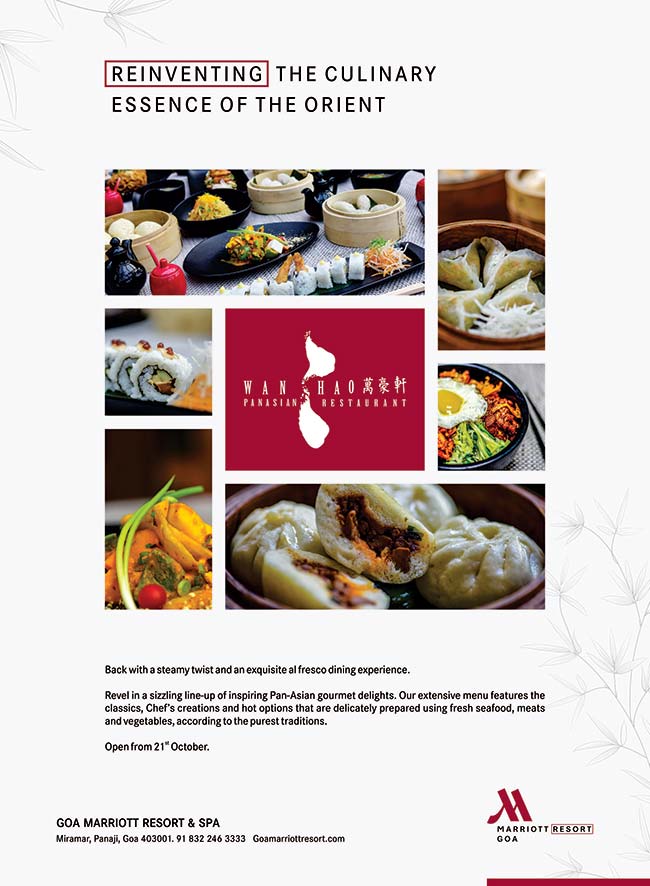 REINVENTING THE CULINARY
ESSENCE OF THE ORIENT
WAN HAO 萬豪軒
PANASIAN RESTAURANT
Back with a steamy twist and an exquisite al fresco dining experience.
Revel in a sizzling line-up of inspiring Pan-Asian gourmet delights. Our extensive menu features the
classics, Chef's creations and hot options that are delicately prepared using fresh seafood, meats
and vegetables, according to the purest traditions.
Open from 21st October.
GOA MARRIOTT RESORT & SPA
Miramar, Panaji, Goa 403001. 91 832 246 3333 Goamarriottresort.com
MARRIOTT RESORT
GOA